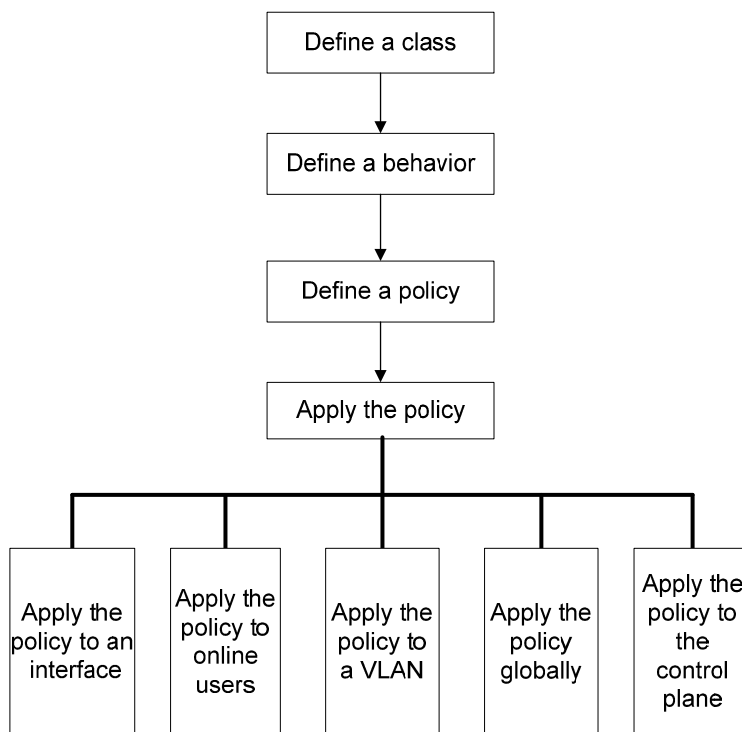 Define a class
Define a behavior
Define a policy
Apply the policy
Apply the
policy to an
interface
Apply the
policy to
online
users
Apply the
policy to
a VLAN
Apply the
policy
globally
Apply the
policy to
the
control
plane